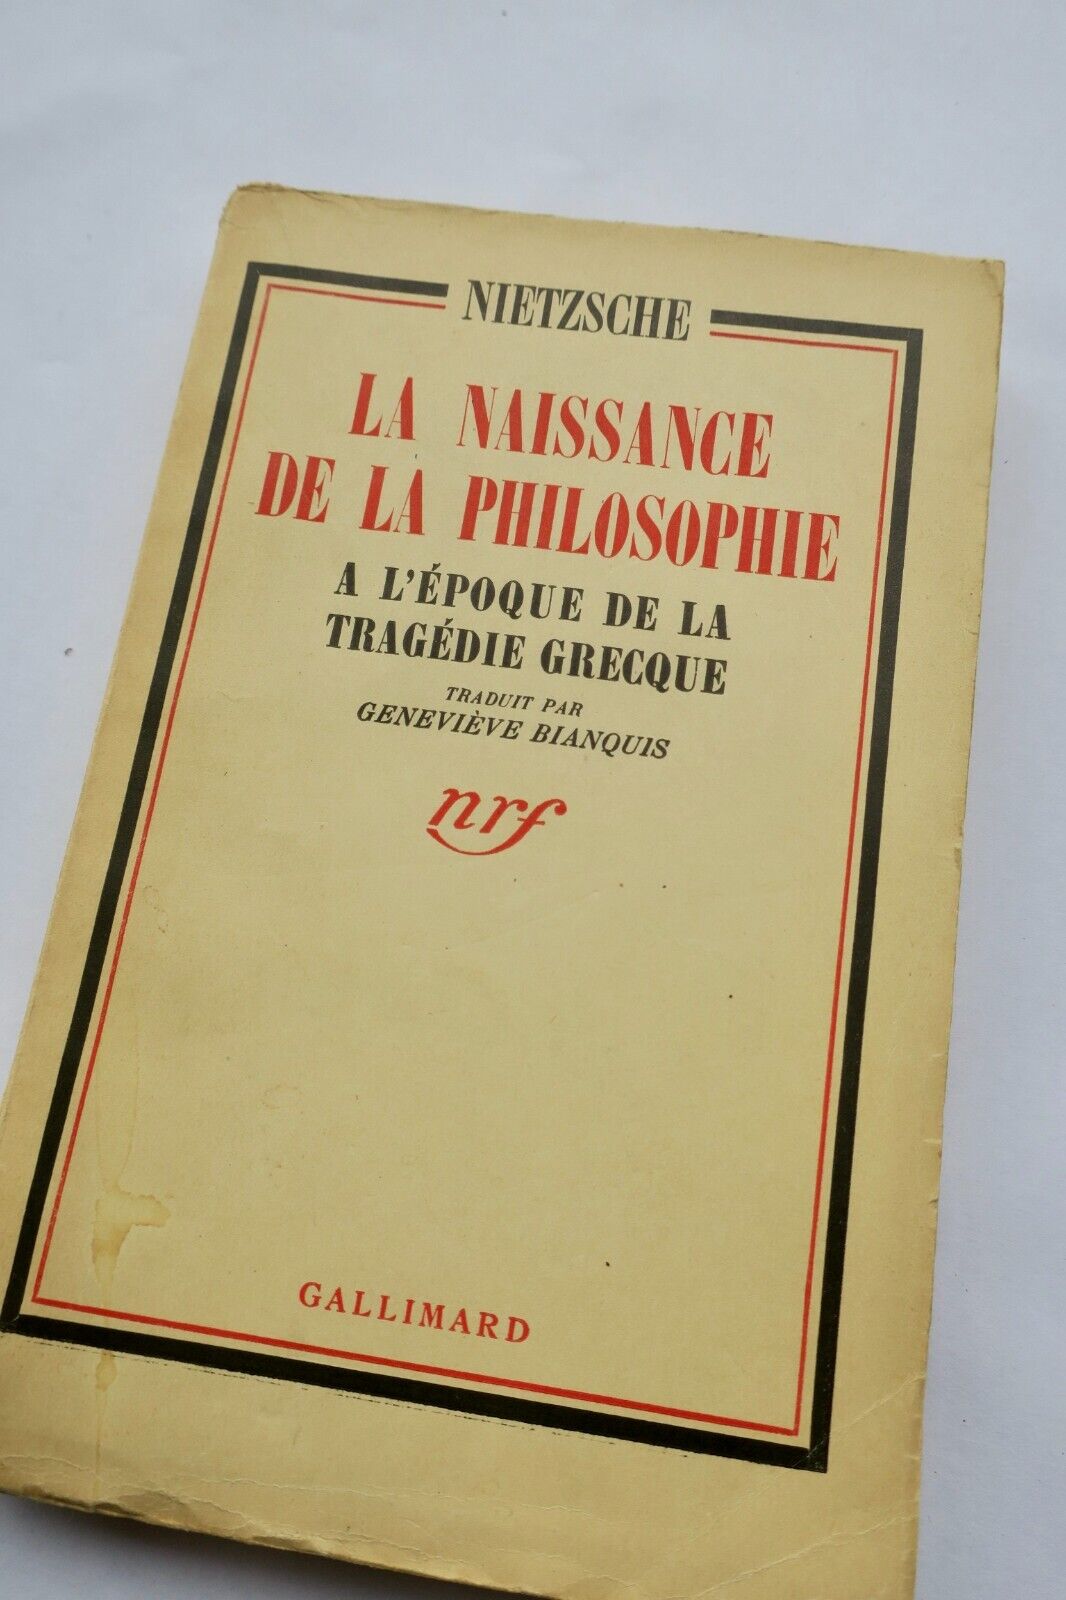 NIETZSCHE
LA NAISSANCE
DE LA PHILOSOPHIE
A L'ÉPOQUE DE LA
TRAGÉDIE GRECQUE
TRADUIT PAR
GENEVIÈVE BIANQUIS
nrf
GALLIMARD